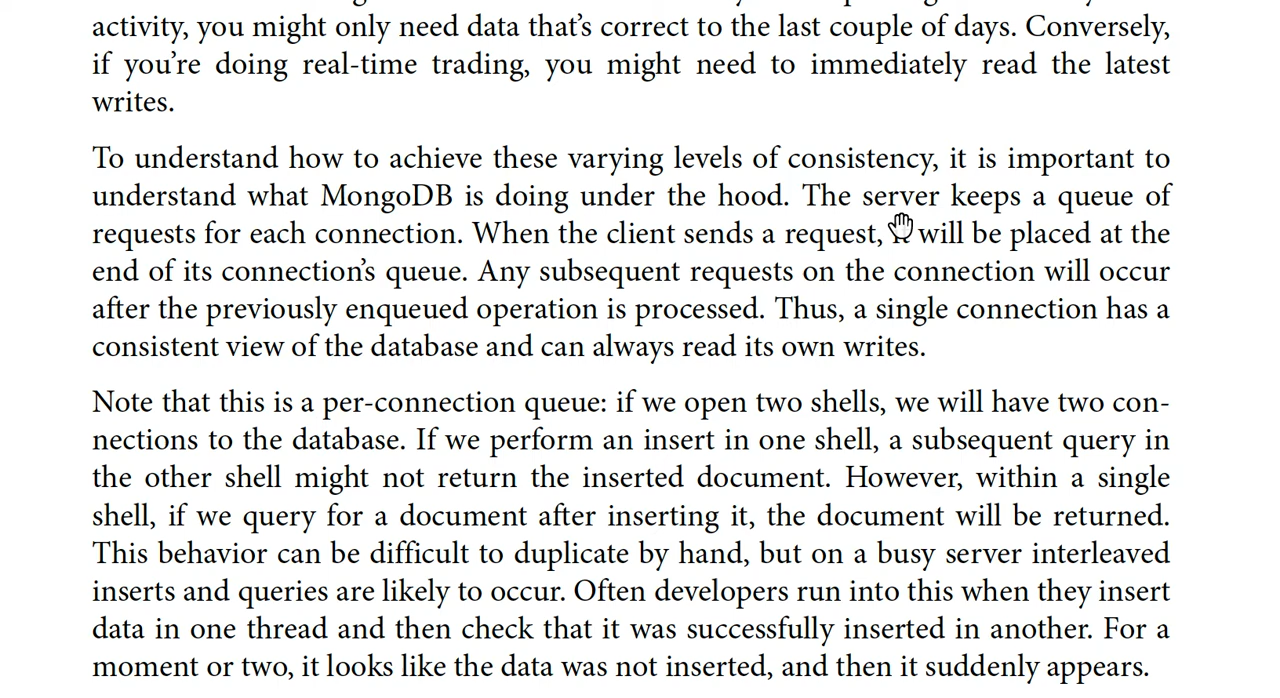 activity, you might only need data that's correct to the last couple of days. Conversely,
if you're doing real-time trading, you might need to immediately read the latest
writes.
To understand how to achieve these varying levels of consistency, it is important to
understand what MongoDB is doing under the hood. The server keeps a queue of
requests for each connection. When the client sends a request, will be placed at the
end of its connection's queue. Any subsequent requests on the connection will occur
after the previously enqueued operation is processed. Thus, a single connection has a
consistent view of the database and can always read its own writes.
Note that this is a per-connection queue: if we open two shells, we will have two con-
nections to the database. If we perform an insert in one shell, a subsequent query in
the other shell might not return the inserted document. However, within a single
shell, if we query for a document after inserting it, the document will be returned.
This behavior can be difficult to duplicate by hand, but on a busy server interleaved
inserts and queries are likely to occur. Often developers run into this when they insert
data in one thread and then check that it was successfully inserted in another. For a
moment or two, it looks like the data was not inserted, and then it suddenly appears.